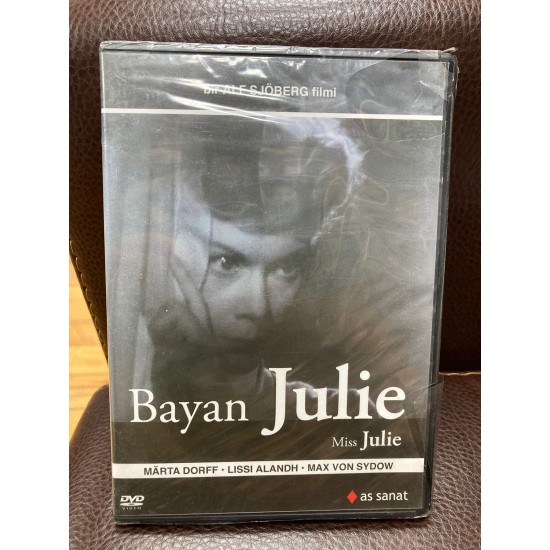 bir ALF SJÖBERG filmi
Bayan Julie
Miss Julie
MÄRTA DORFF · LISSI ALANDH · MAX VON SYDOW
DVD
VIDEO
as sanat